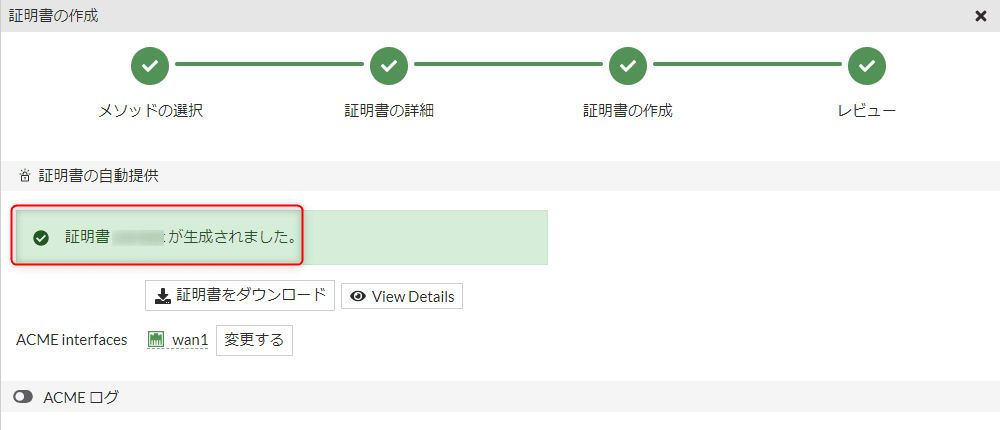 証明書の作成
メソッドの選択
証明書の詳細
証明書の作成
レビュー
証明書の自動提供
証明書 が生成されました。
証明書をダウンロード
View Details
ACME interfaces
wan1
変更する
ACME ログ